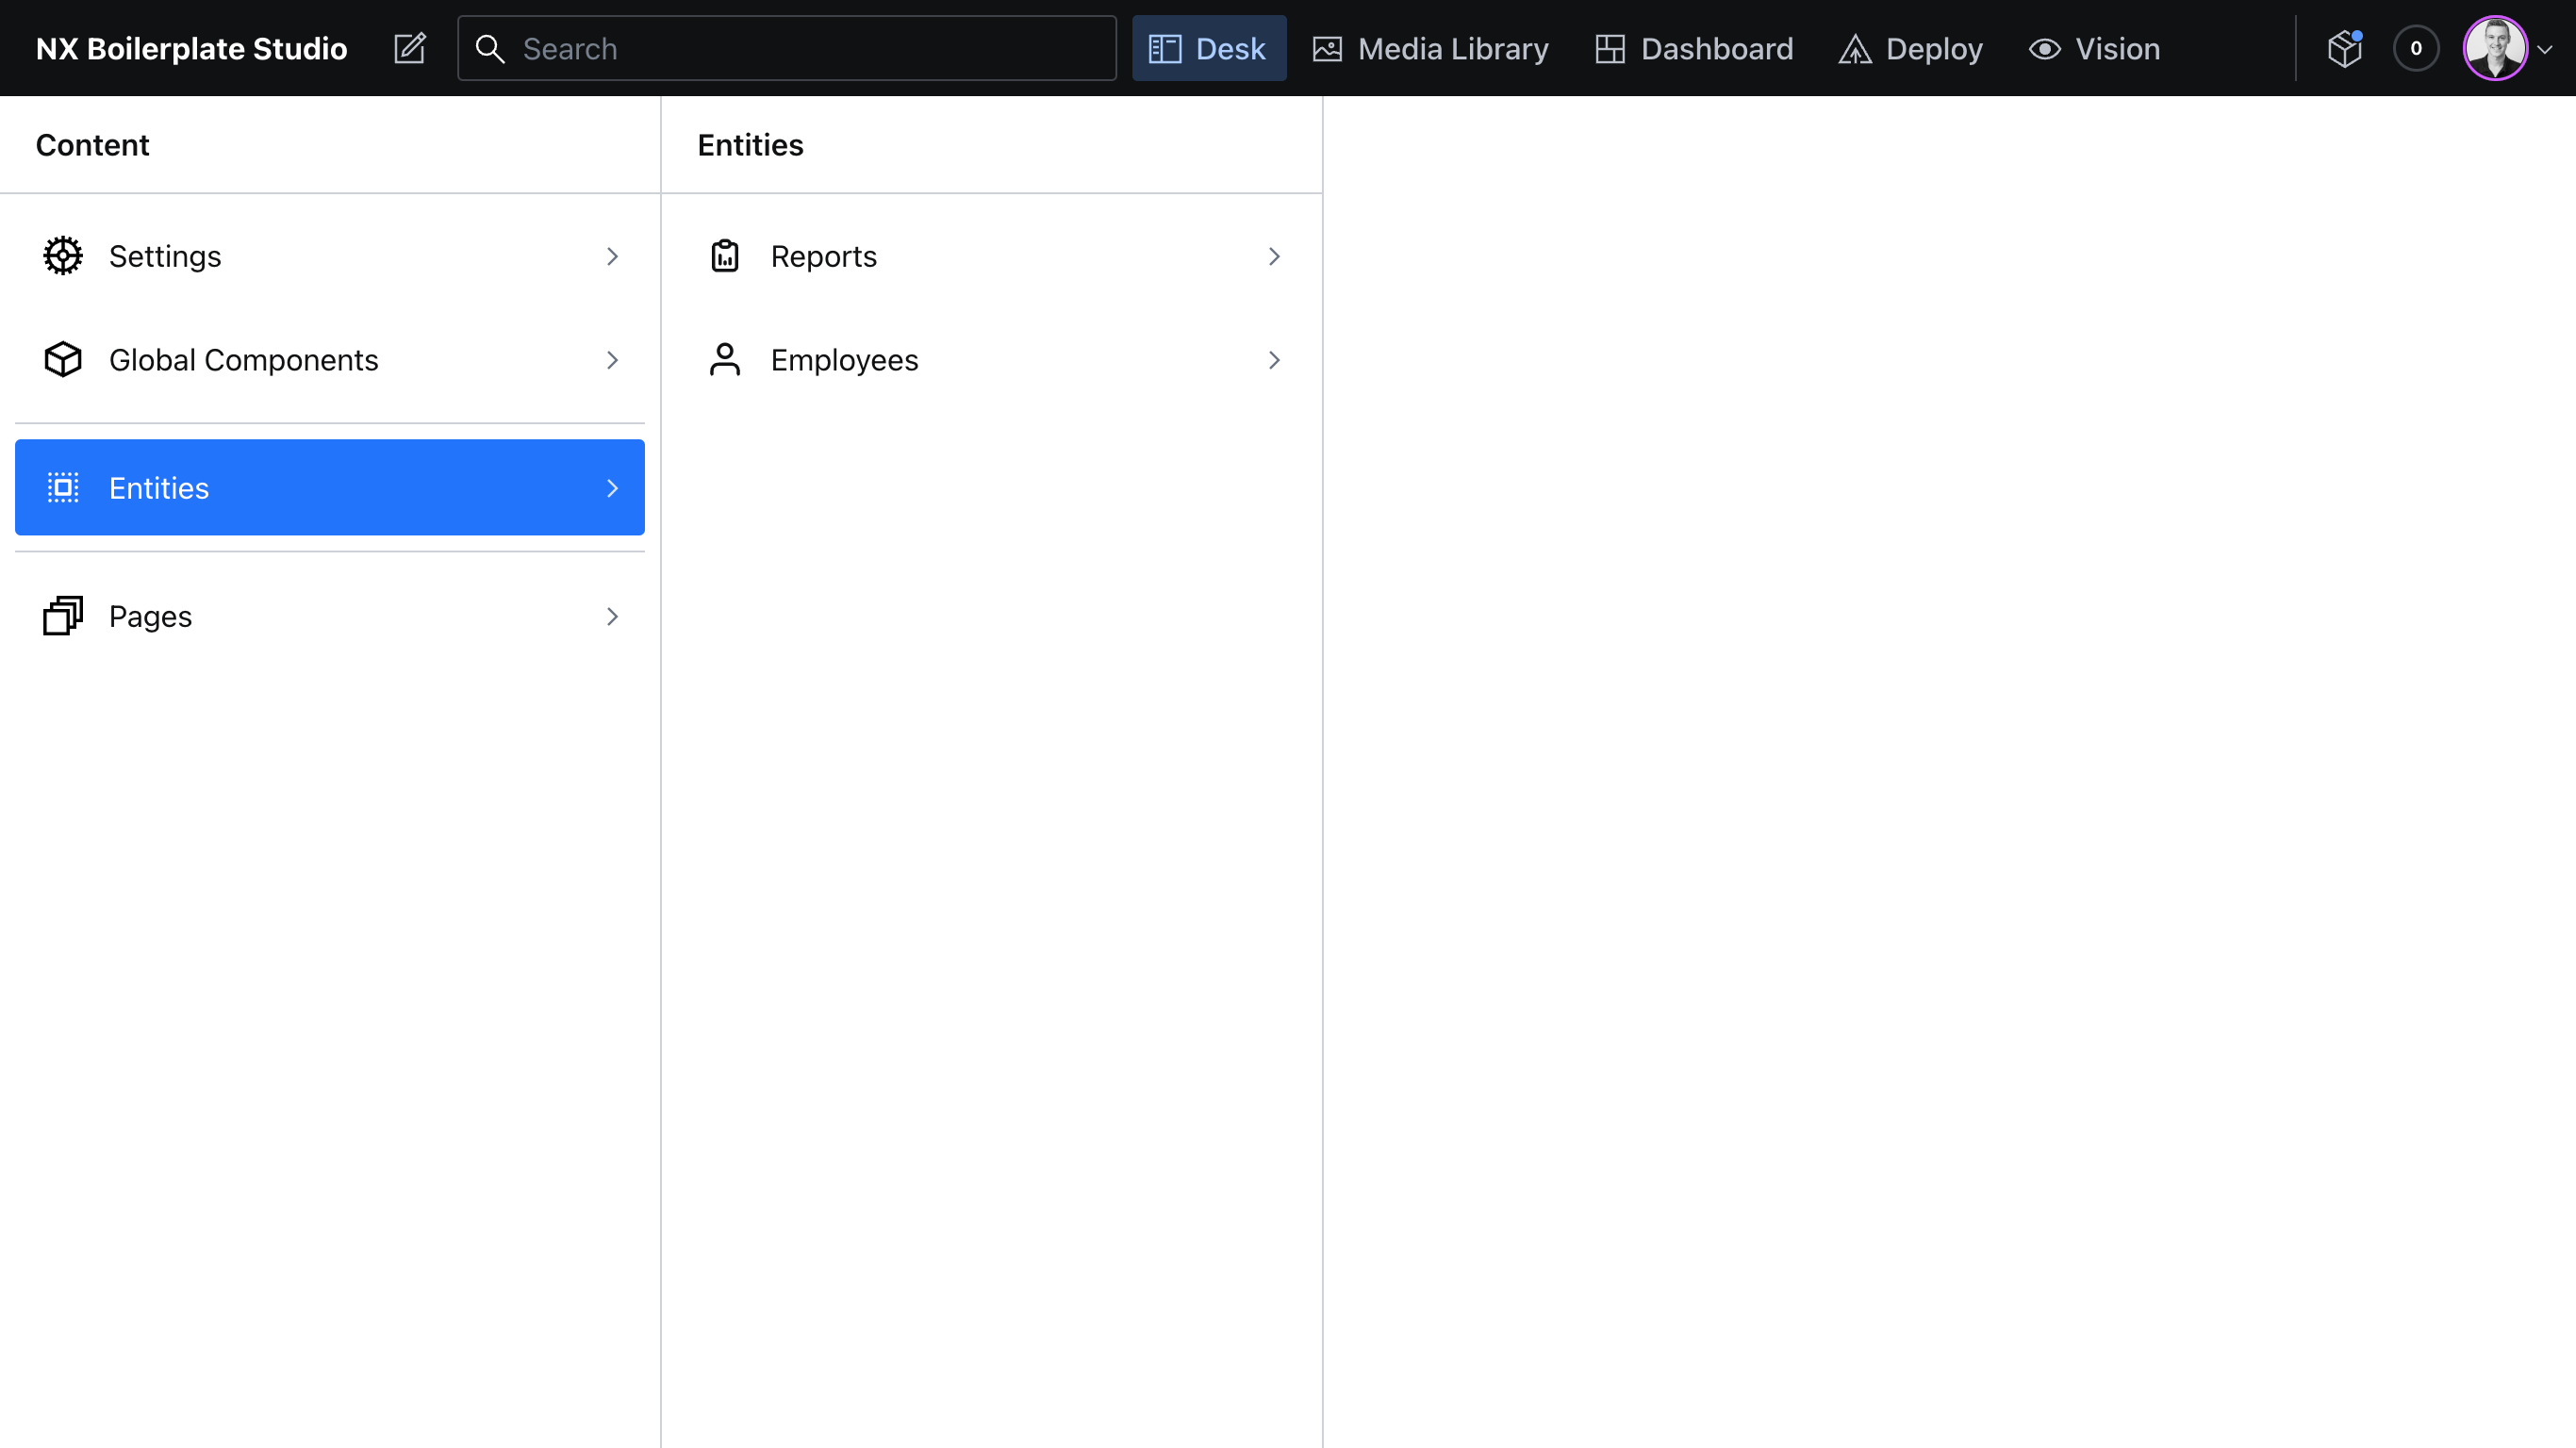 NX Boilerplate Studio
Search
Desk
Media Library
Dashboard
Deploy
Vision
0
Content
Settings
Global Components
Entities
Pages
Entities
Reports
Employees